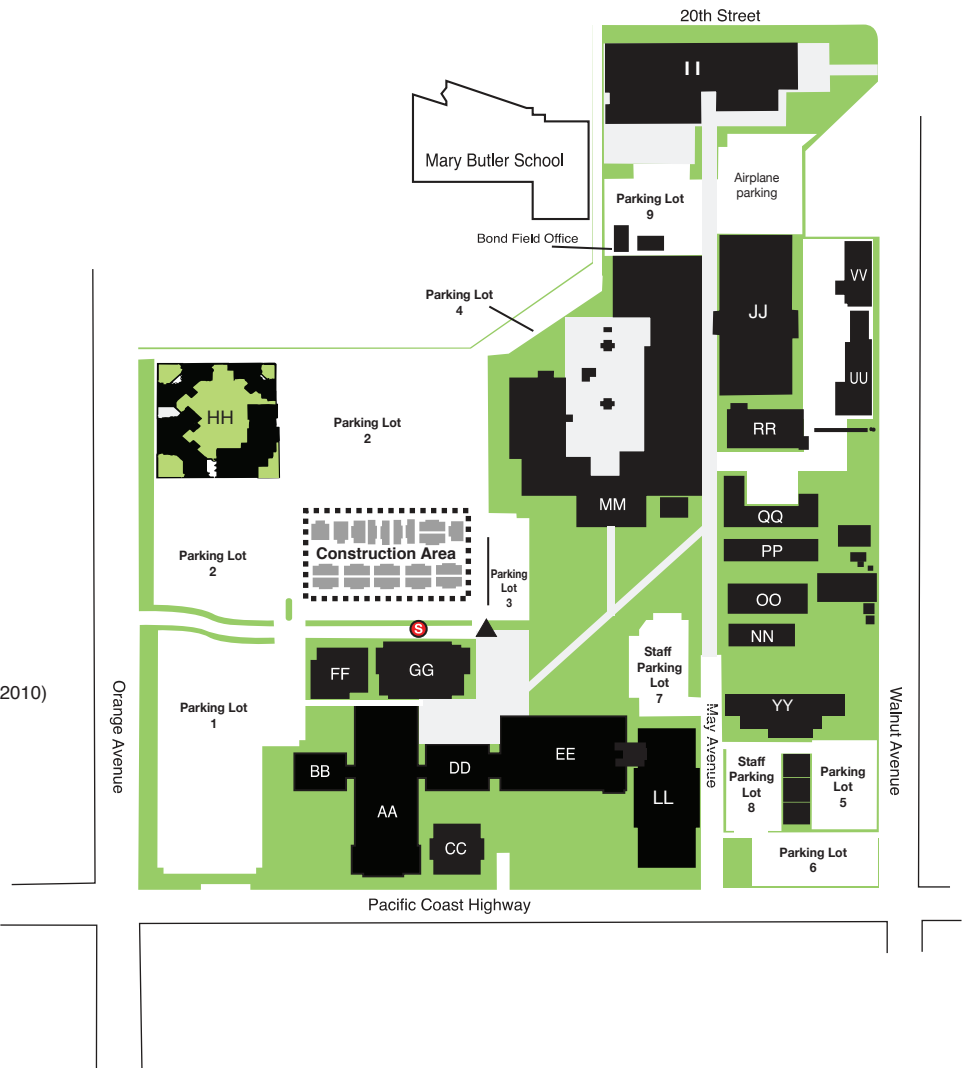 20th Street
II
Mary Butler School
Airplane
parking
Parking Lot
9
Bond Field Office
VV
Parking Lot
4
JJ
UU
HH
Parking Lot
2
RR
MM
QQ
Construction Area
PP
Parking Lot
2
Parking
Lot
3
OO
S
NN
Staff
Parking
Lot
7
FF
GG
2010)
Orange Avenue
Parking Lot
1
May Avenue
YY
Walnut Avenue
BB
DD
EE
Staff
Parking
Lot
8
Parking
Lot
5
AA
LL
CC
Parking Lot
6
Pacific Coast Highway